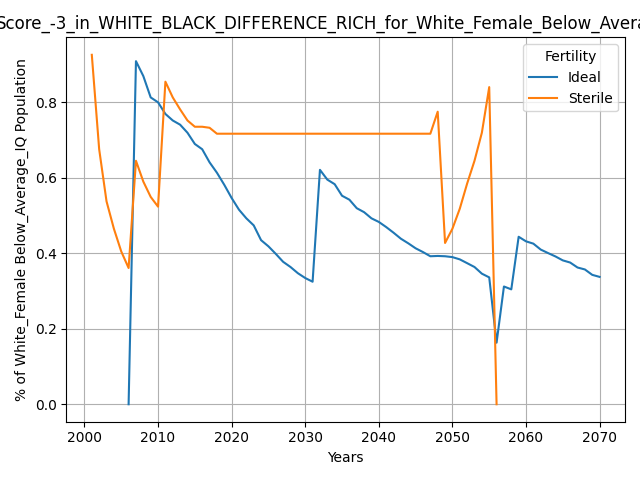 Score_-3_in_WHITE_BLACK_DIFFERENCE_RICH_for_White_Female_Below_Avera
% of White_Female Below_Average_IQ Population
Fertility
Ideal
Sterile
0.8
0.6
0.4
0.2
0.0
2000 2010 2020 2030 2040 2050 2060 2070
Years